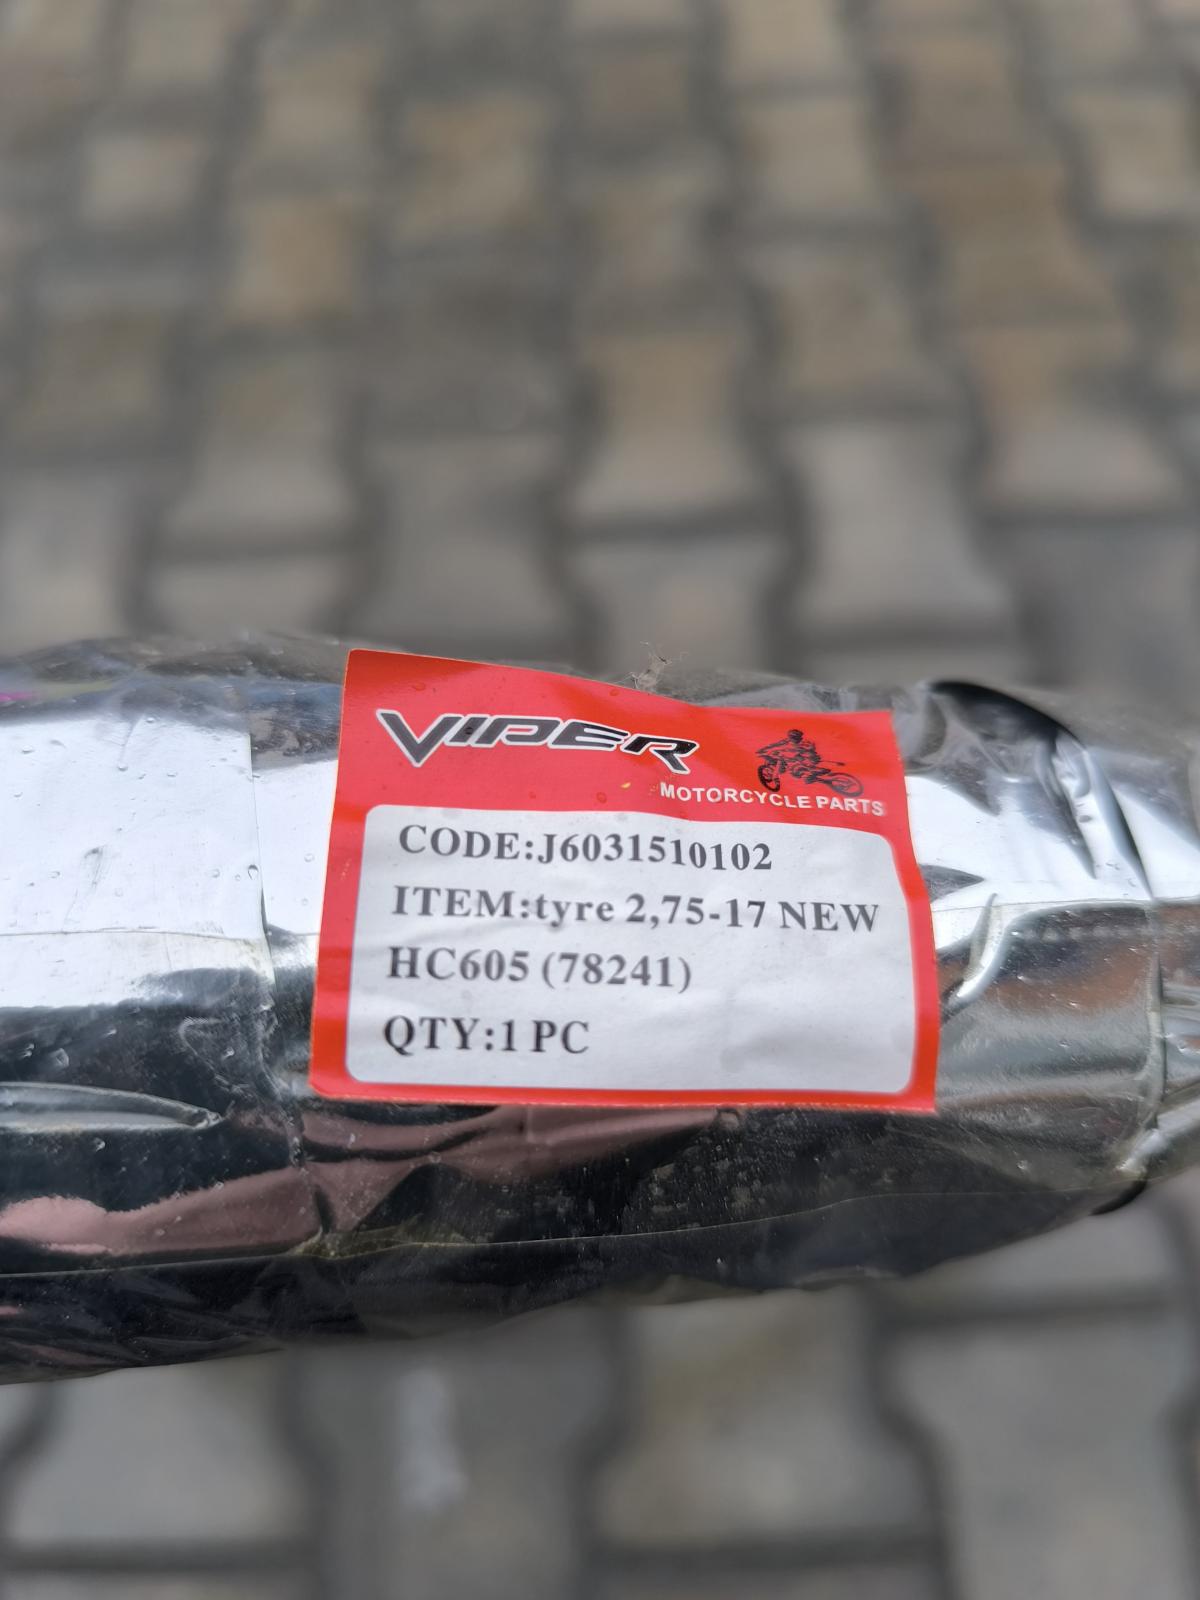 VIPER
MOTORCYCLE PARTS
CODE:J6031510102
ITEM:tyre 2,75-17 NEW
HC605 (78241)
QTY:1 PC